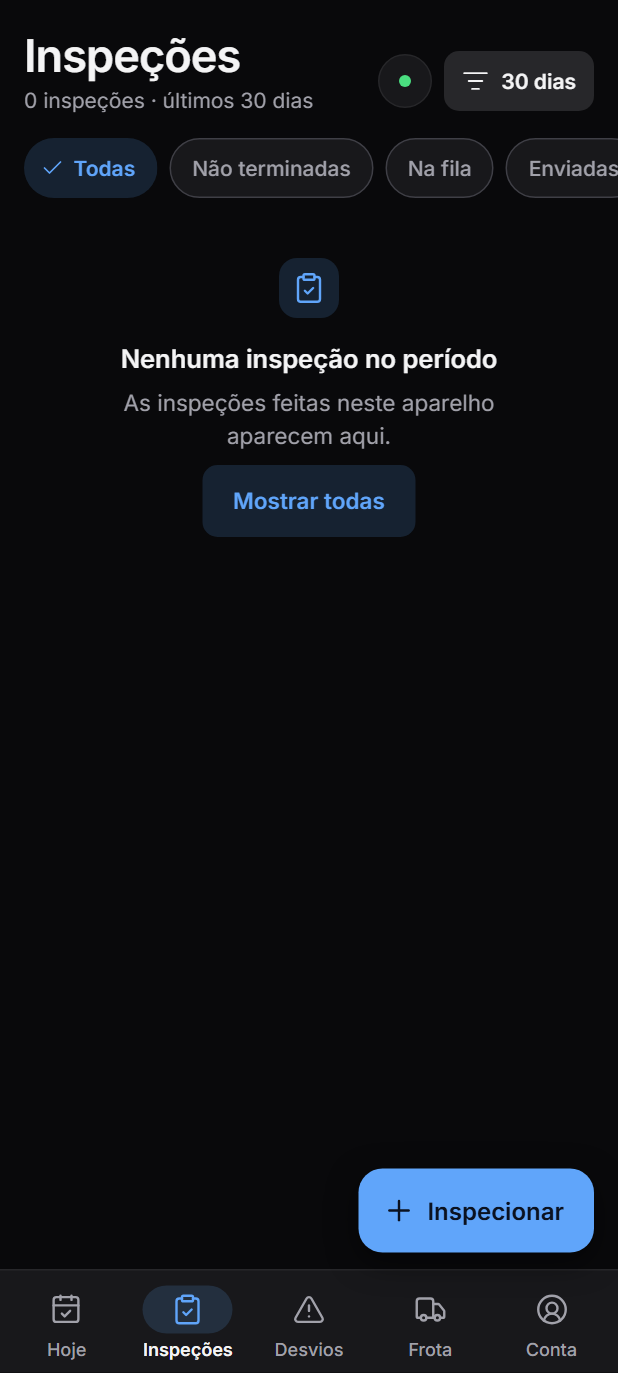 Inspeções
0 inspeções · últimos 30 dias
30 dias
Todas
Não terminadas
Na fila
Enviadas
Nenhuma inspeção no período
As inspeções feitas neste aparelho
aparecem aqui.
Mostrar todas
Inspecionar
Hoje
Inspeções
Desvios
Frota
Conta